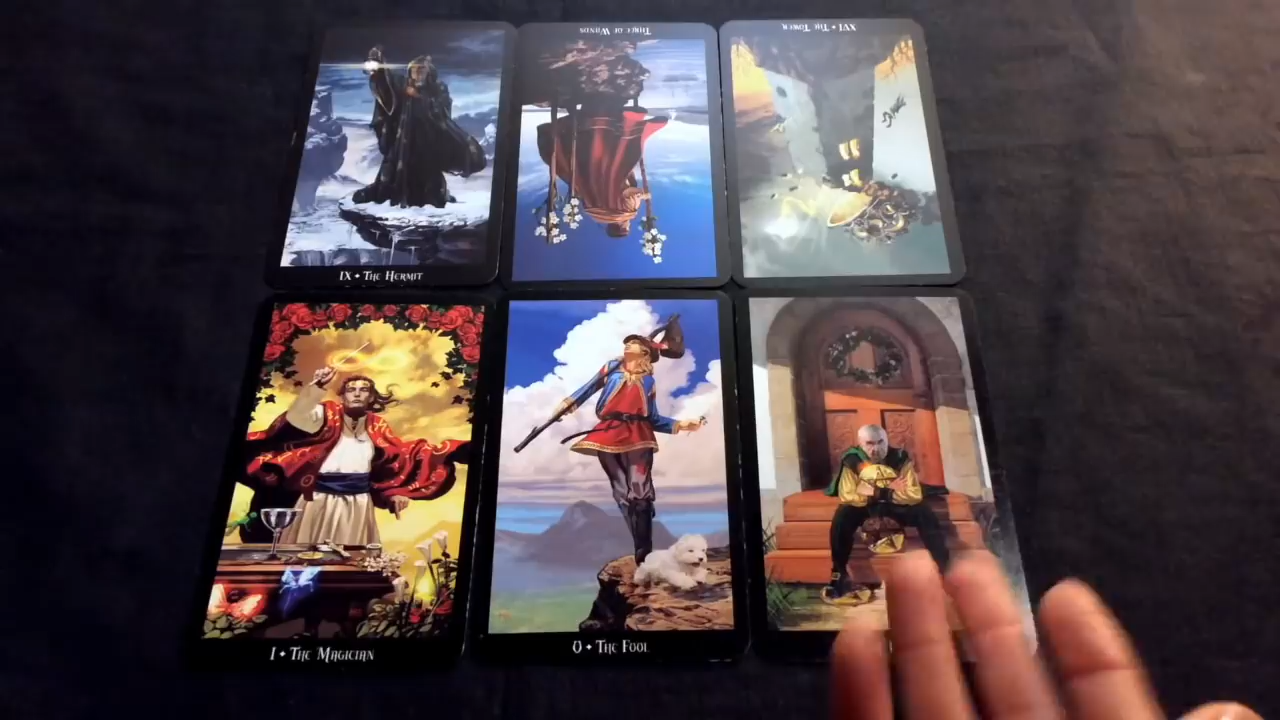 IX • The Hermit
Three of Wands
XVI • The Tower
I • The Magician
0 • The Fool